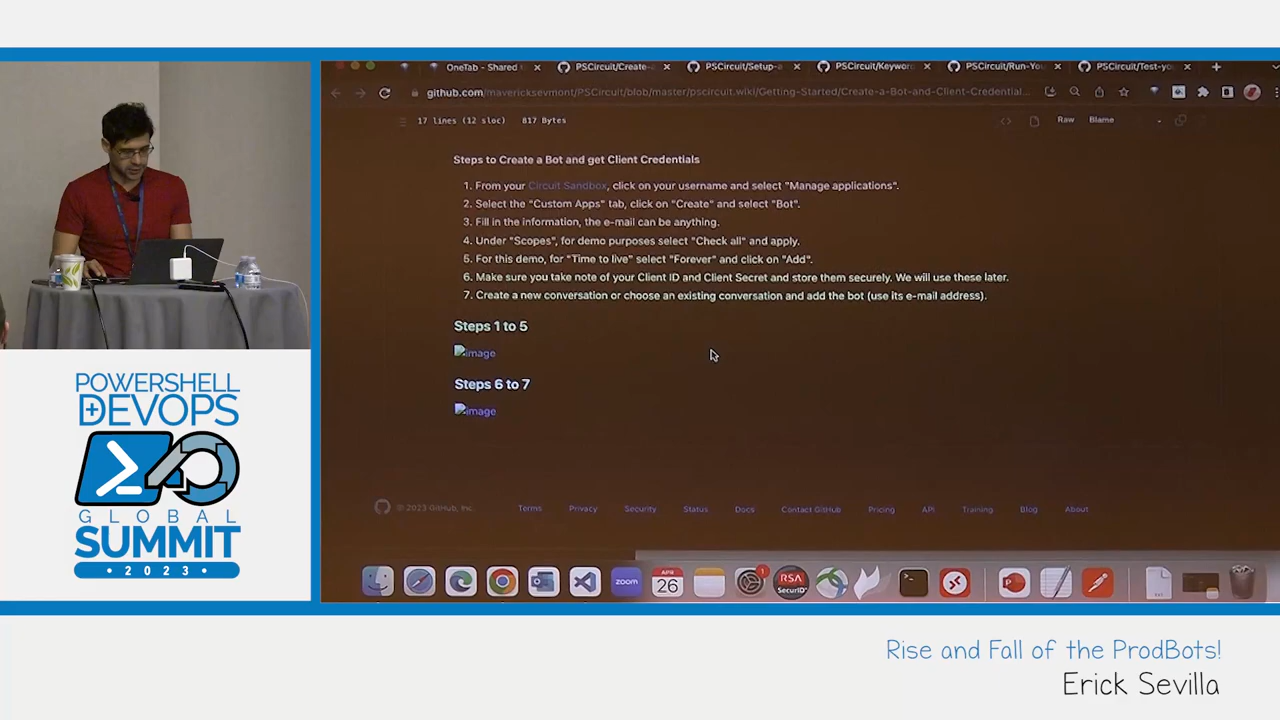 OneTab - Shared
PSCircuit/Create-
PSCircuit/Setup-a
PSCircuit/Keywor
PSCircuit/Run-You
PSCircuit/Test-yo
github.com/mavericksevmont/PSCircuit/blob/master/pscircuit.wiki/Getting-Started/Create-a-Bot-and-Client-Credential...
17 lines (12 sloc) 817 Bytes
Raw Blame
Steps to Create a Bot and get Client Credentials
1. From your Circuit Sandbox, click on your username and select "Manage applications".
2. Select the "Custom Apps" tab, click on "Create" and select "Bot".
3. Fill in the information, the e-mail can be anything.
4. Under "Scopes", for demo purposes select "Check all" and apply.
5. For this demo, for "Time to live" select "Forever" and click on "Add".
6. Make sure you take note of your Client ID and Client Secret and store them securely. We will use these later.
7. Create a new conversation or choose an existing conversation and add the bot (use its e-mail address).
Steps 1 to 5
image
Steps 6 to 7
image
© 2023 GitHub, Inc.
Terms Privacy Security Status Docs Contact GitHub Pricing API Training Blog About
zoom
APR
26
1
RSA
SecurID
POWERSHELL
+DEVOPS
GLOBAL
SUMMIT
• 2023 •
Rise and Fall of the ProdBots!
Erick Sevilla